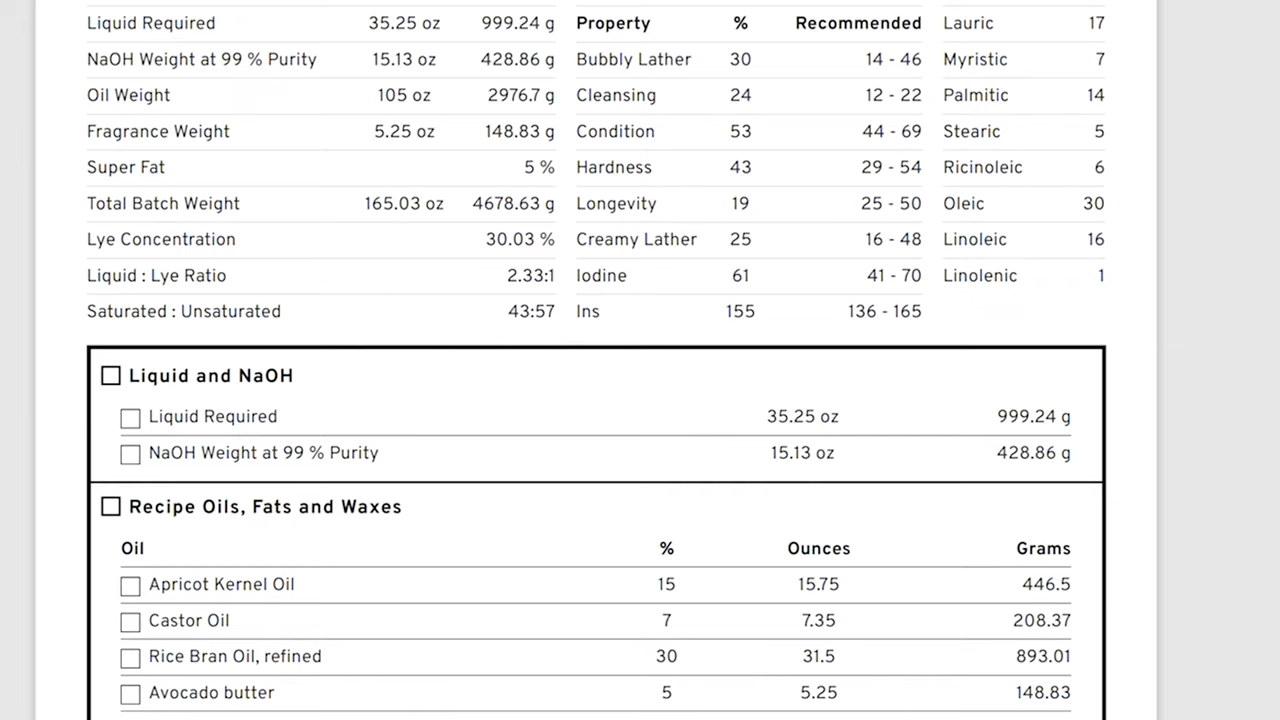 Liquid Required 35.25 oz 999.24 g Property % Recommended Lauric 17
NaOH Weight at 99 % Purity 15.13 oz 428.86 g Bubbly Lather 30 14 - 46 Myristic 7
Oil Weight 105 oz 2976.7 g Cleansing 24 12 - 22 Palmitic 14
Fragrance Weight 5.25 oz 148.83 g Condition 53 44 - 69 Stearic 5
Super Fat 5 % Hardness 43 29 - 54 Ricinoleic 6
Total Batch Weight 165.03 oz 4678.63 g Longevity 19 25 - 50 Oleic 30
Lye Concentration 30.03 % Creamy Lather 25 16 - 48 Linoleic 16
Liquid : Lye Ratio 2.33:1 Iodine 61 41 - 70 Linolenic 1
Saturated : Unsaturated 43:57 Ins 155 136 - 165
Liquid and NaOH
Liquid Required 35.25 oz 999.24 g
NaOH Weight at 99 % Purity 15.13 oz 428.86 g
Recipe Oils, Fats and Waxes
Oil % Ounces Grams
Apricot Kernel Oil 15 15.75 446.5
Castor Oil 7 7.35 208.37
Rice Bran Oil, refined 30 31.5 893.01
Avocado butter 5 5.25 148.83